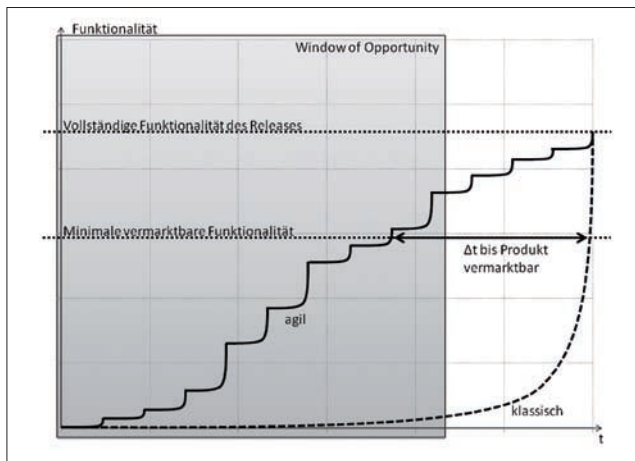 Funktionalität
Window of Opportunity
Vollständige Funktionalität des Releases
Minimale vermarktbare Funktionalität
Δt bis Produkt
vermarktbar
agil
klassisch
t